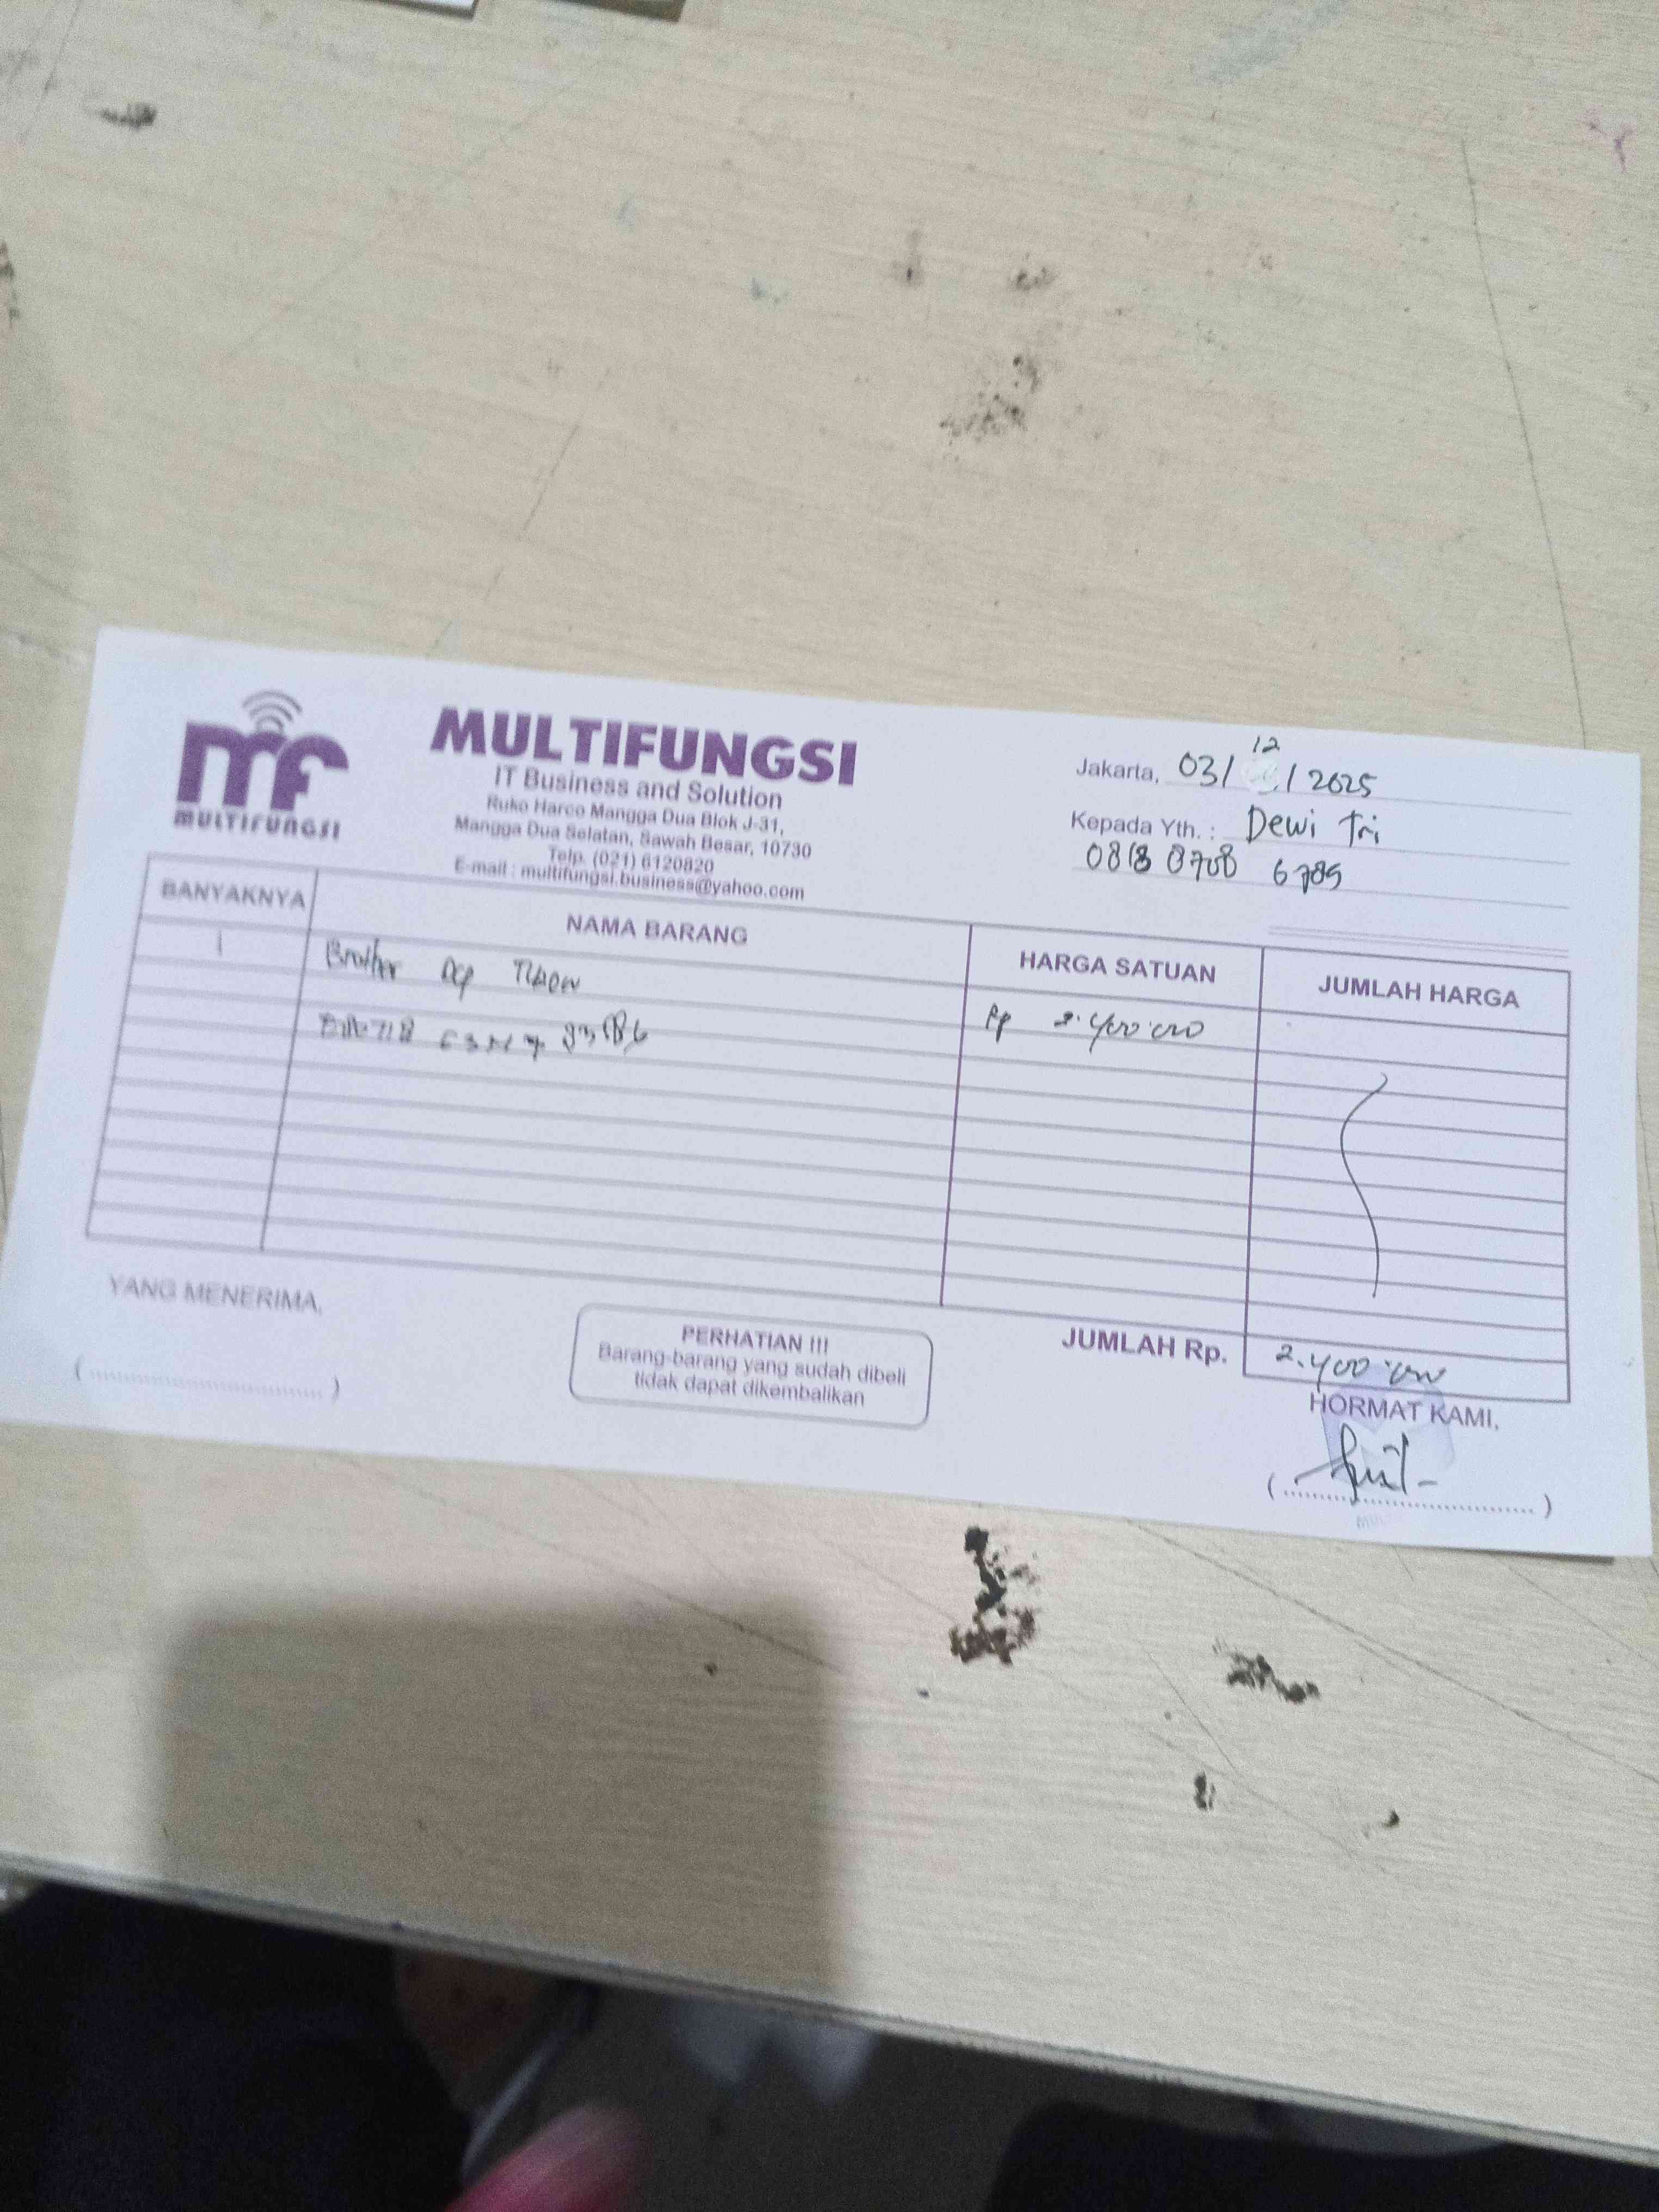 mf
MULTIFUNGSI
MULTIFUNGSI
IT Business and Solution
Ruko Harco Mangga Dua Blok J-31,
Mangga Dua Selatan, Sawah Besar, 10730
Telp. (021) 6120820
E-mail : multifungsi.business@yahoo.com
12
Jakarta, 03/ /2025
Kepada Yth. : Dewi Tri
0818 0708 6789
BANYAKNYA NAMA BARANG HARGA SATUAN JUMLAH HARGA
1 Brother Dcp Rp 2.400.000
YANG MENERIMA,
PERHATIAN !!!
Barang-barang yang sudah dibeli
tidak dapat dikembalikan
JUMLAH Rp. 2.400.000
HORMAT KAMI,